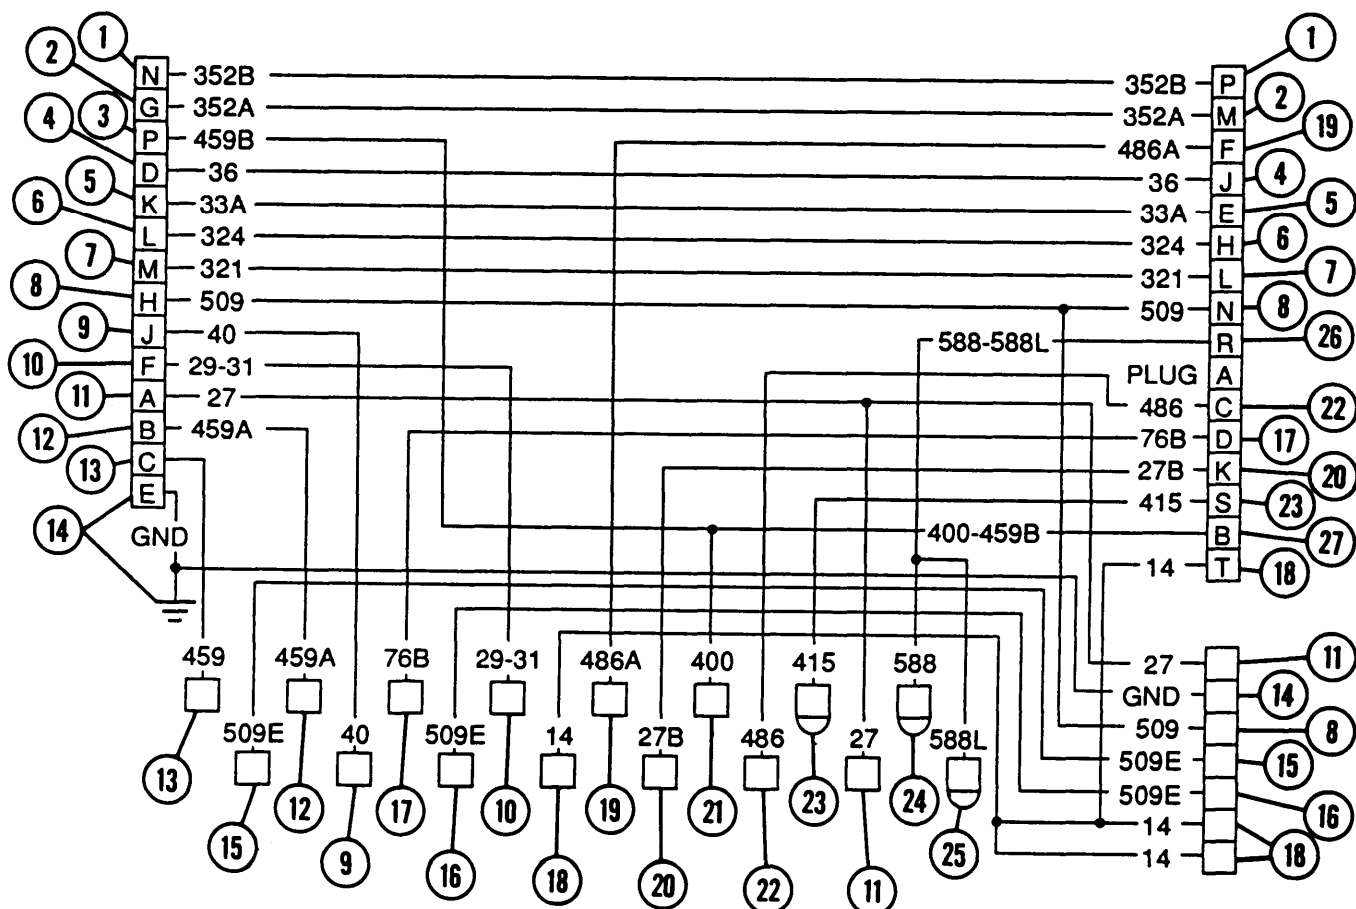 1 1
2 N 352B 352B P
G 352A 352A M 2
4 3 P 459B 486A F 19
D 36 36 J 4
5 K 33A 33A E 5
6 L 324 324 H 6
7 M 321 321 L 7
8 H 509 509 N 8
9 J 40 588-588L R 26
10 F 29-31 PLUG A
11 A 27 486 C 22
12 B 459A 76B D 17
13 C 27B K 20
E 415 S 23
14 GND 400-459B B 27
14 T 18
459 459A 76B 29-31 486A 400 415 588 27 11
GND 14
509E 40 509E 14 27B 486 27 588L 509 8
13 12 17 10 19 21 23 24 509E 15
509E 16
15 9 16 18 20 22 11 25 14
14 18